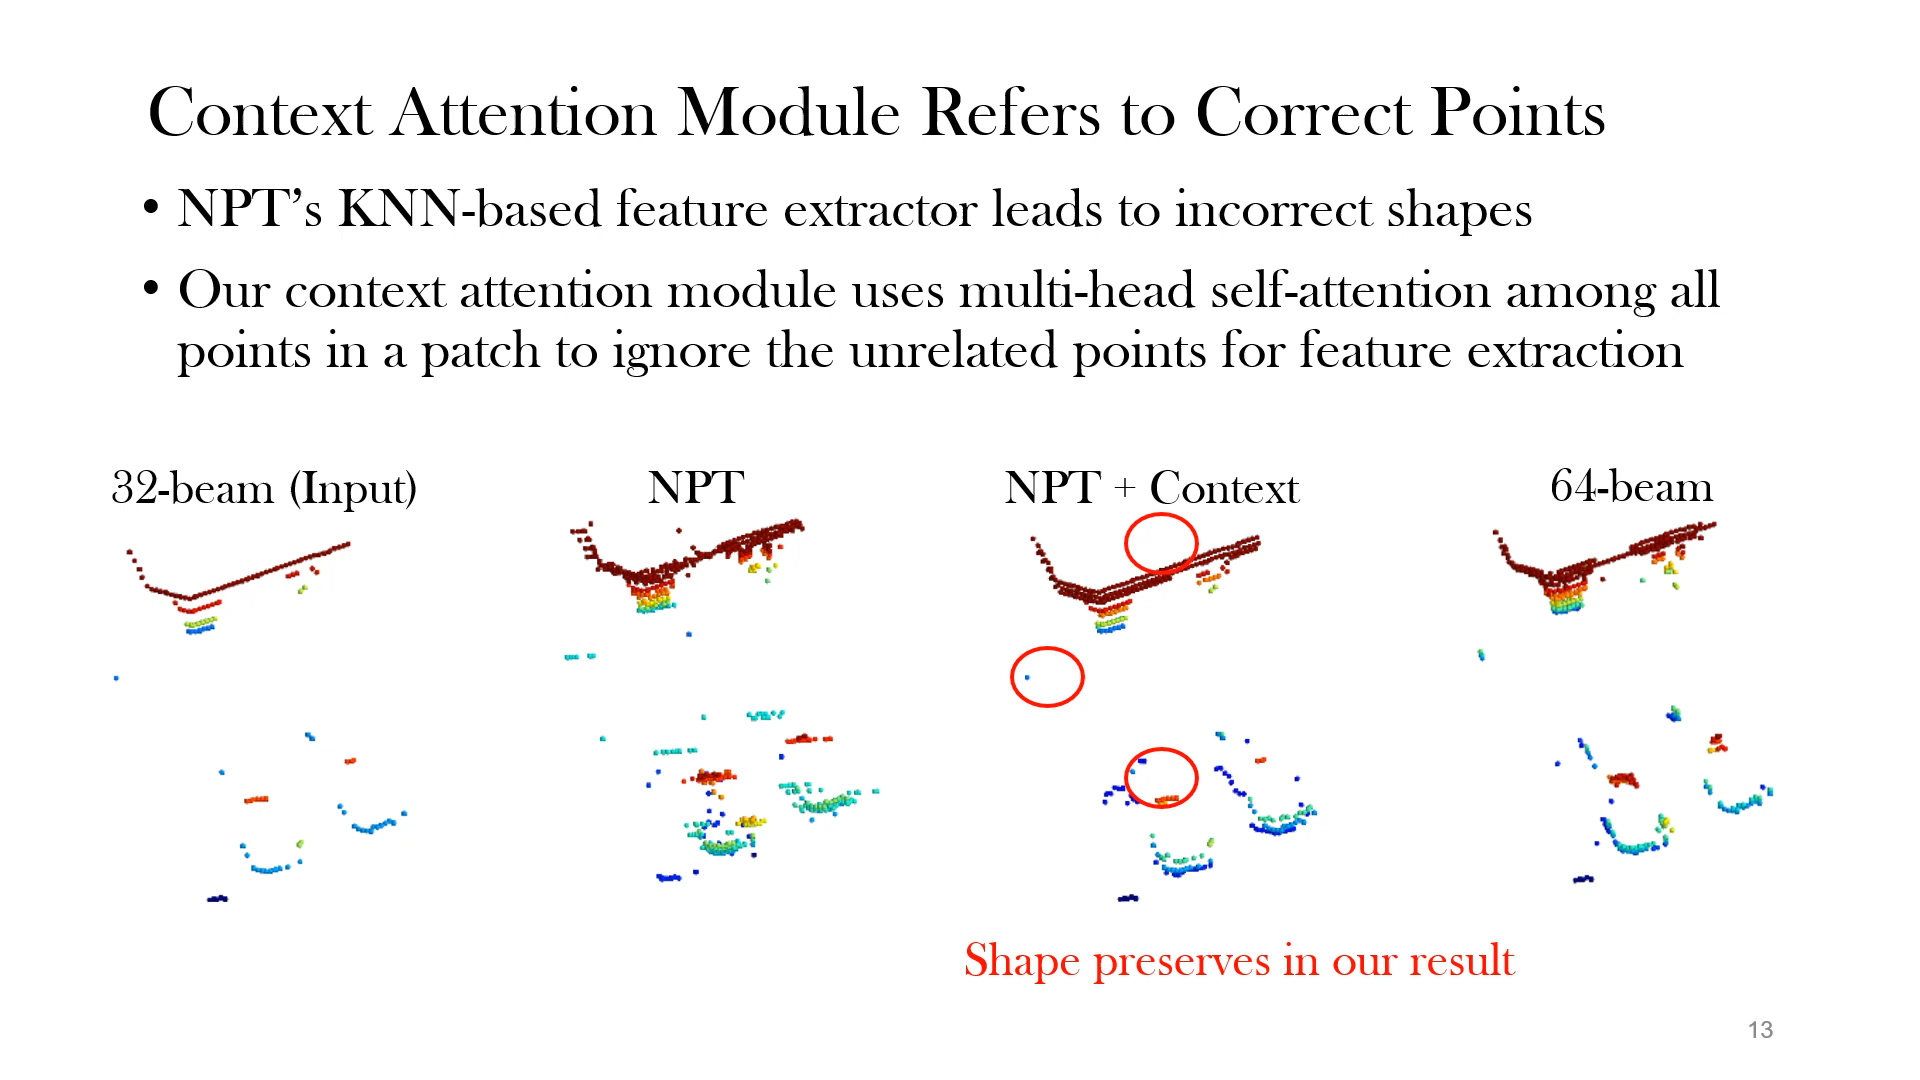 Context Attention Module Refers to Correct Points
• NPT’s KNN-based feature extractor leads to incorrect shapes
• Our context attention module uses multi-head self-attention among all
points in a patch to ignore the unrelated points for feature extraction
32-beam (Input)
NPT
NPT + Context
64-beam
Shape preserves in our result
13